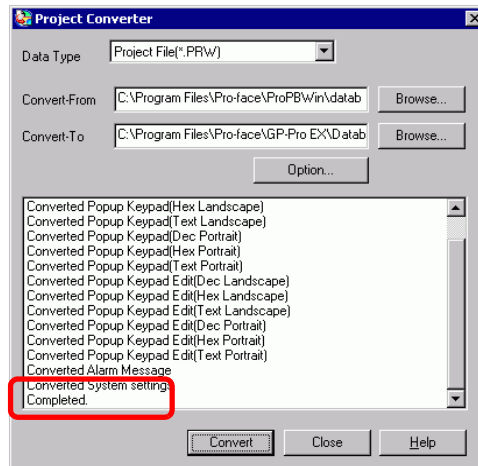 Project Converter
Data Type
Project File(*.PRW)
Convert-From
C:\Program Files\Pro-face\ProPBWin\datab
Browse...
Convert-To
C:\Program Files\Pro-face\GP-Pro EX\Datab
Browse...
Option...
Converted Popup Keypad(Hex Landscape)
Converted Popup Keypad(Text Landscape)
Converted Popup Keypad(Dec Portrait)
Converted Popup Keypad(Hex Portrait)
Converted Popup Keypad(Text Portrait)
Converted Popup Keypad Edit(Dec Landscape)
Converted Popup Keypad Edit(Hex Landscape)
Converted Popup Keypad Edit(Text Landscape)
Converted Popup Keypad Edit(Dec Portrait)
Converted Popup Keypad Edit(Hex Portrait)
Converted Popup Keypad Edit(Text Portrait)
Converted Alarm Message
Converted System settings
Completed.
Convert
Close
Help